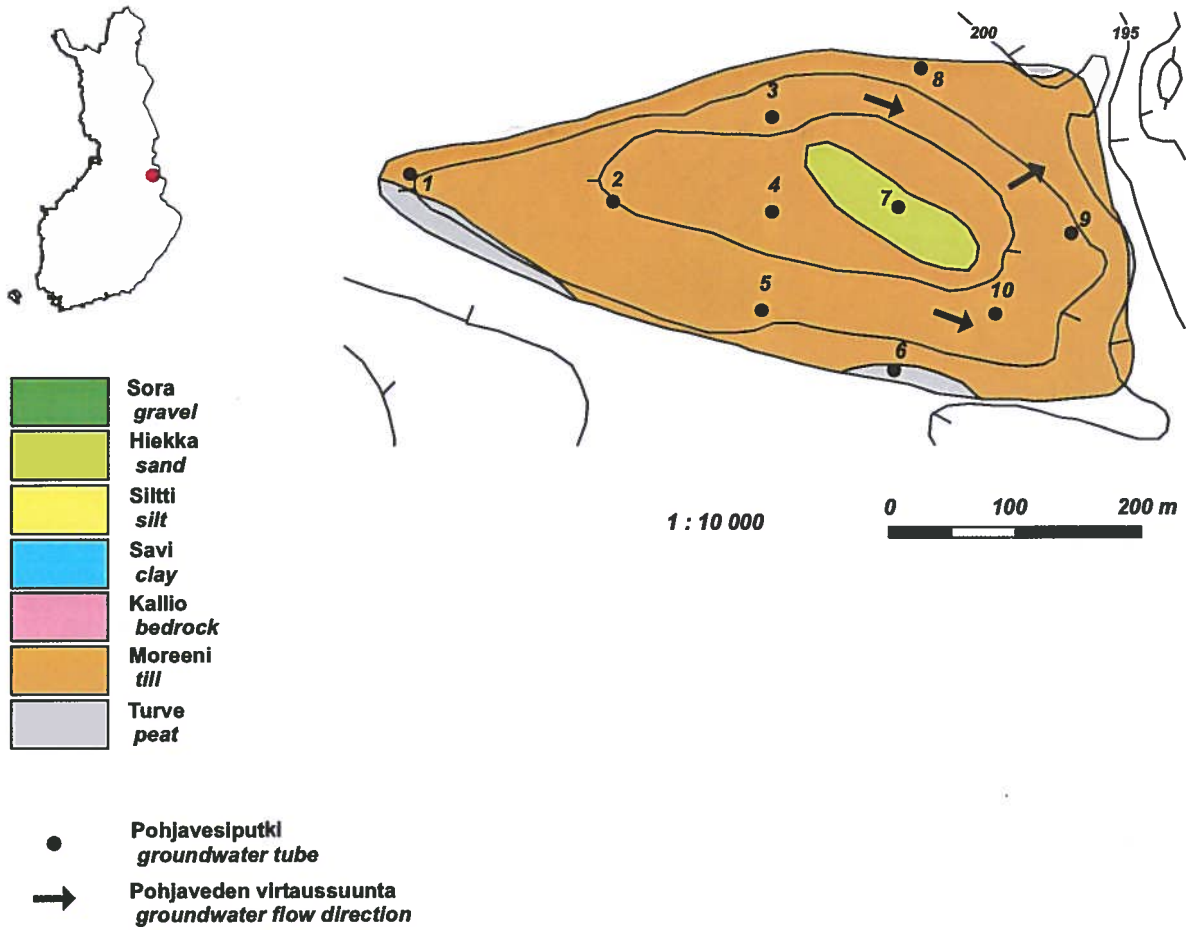 200
195
8
3
1
2
4
7
9
5
10
6
Sora
gravel
Hiekka
sand
Siltti
silt
Savi
clay
Kallio
bedrock
Moreeni
till
Turve
peat
1 : 10 000
0 100 200 m
Pohjavesiputki
groundwater tube
Pohjaveden virtaussuunta
groundwater flow direction